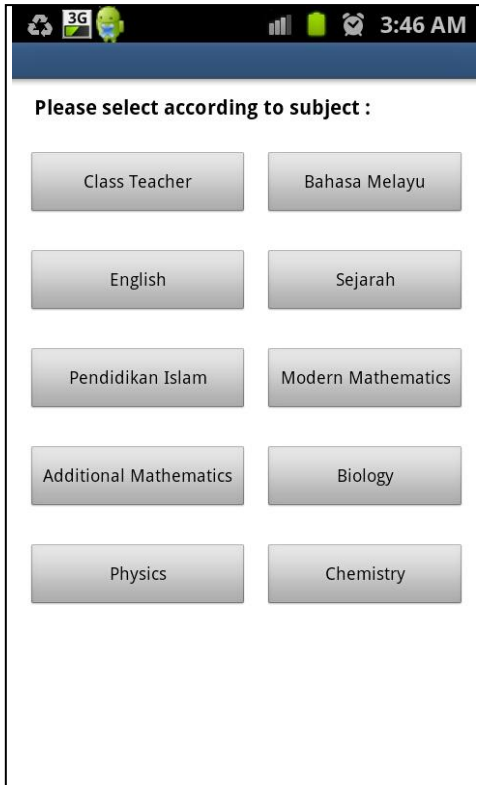 3G 3:46 AM
Please select according to subject :
Class Teacher Bahasa Melayu
English Sejarah
Pendidikan Islam Modern Mathematics
Additional Mathematics Biology
Physics Chemistry